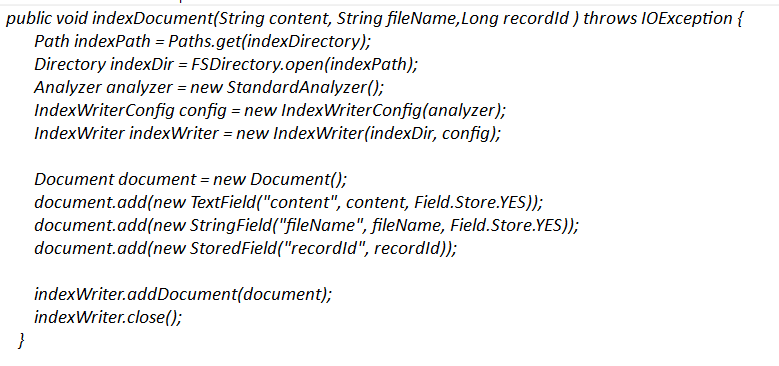 public void indexDocument(String content, String fileName,Long recordId ) throws IOException {
Path indexPath = Paths.get(indexDirectory);
Directory indexDir = FSDirectory.open(indexPath);
Analyzer analyzer = new StandardAnalyzer();
IndexWriterConfig config = new IndexWriterConfig(analyzer);
IndexWriter indexWriter = new IndexWriter(indexDir, config);
Document document = new Document();
document.add(new TextField("content", content, Field.Store.YES));
document.add(new StringField("fileName", fileName, Field.Store.YES));
document.add(new StoredField("recordId", recordId));
indexWriter.addDocument(document);
indexWriter.close();
}